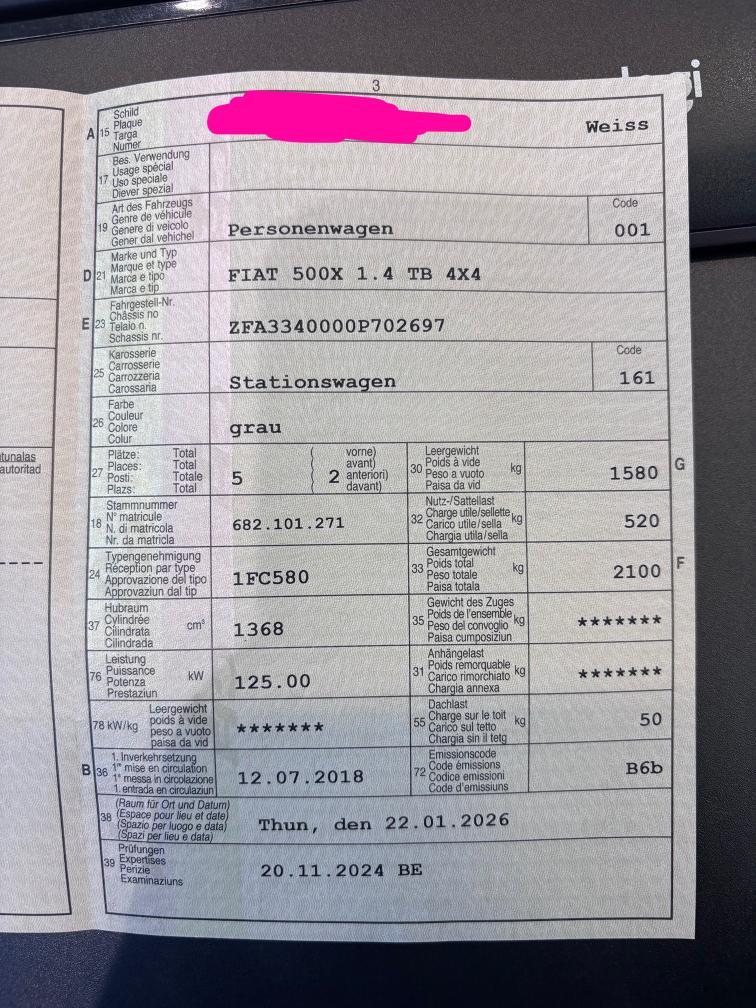 3
A 15 Schild
Plaque
Targa
Numer
Weiss
17 Bes. Verwendung
Usage spécial
Uso speciale
Diever spezial
19 Art des Fahrzeugs
Genre de véhicule
Genere di veicolo
Gener dal vehichel
Personenwagen
Code
001
D 21 Marke und Typ
Marque et type
Marca e tipo
Marca e tip
FIAT 500X 1.4 TB 4X4
E 23 Fahrgestell-Nr.
Châssis no
Telaio n.
Schassis nr.
ZFA3340000P702697
25 Karosserie
Carrosserie
Carrozzeria
Carossaria
Stationswagen
Code
161
26 Farbe
Couleur
Colore
Colur
grau
27 Plätze: Total
Places: Total
Posti: Totale
Plazs: Total
5
vorne)
avant)
anteriori)
davant)
2
30 Leergewicht
Poids à vide
Peso a vuoto
Paisa da vid
kg
1580
G
18 Stammnummer
N° matricule
N. di matricola
Nr. da matricla
682.101.271
32 Nutz-/Sattellast
Charge utile/sellette
Carico utile/sella
Chargia utila/sella
kg
520
24 Typengenehmigung
Réception par type
Approvazione del tipo
Approvaziun dal tip
1FC580
33 Gesamtgewicht
Poids total
Peso totale
Paisa totala
kg
2100
F
37 Hubraum
Cylindrée
Cilindrata
Cilindrada
cm³
1368
35 Gewicht des Zuges
Poids de l'ensemble
Peso del convoglio
Paisa cumposiziun
kg
*******
76 Leistung
Puissance
Potenza
Prestaziun
kW
125.00
31 Anhängelast
Poids remorquable
Carico rimorchiato
Chargia annexa
kg
*******
78 kW/kg
Leergewicht
poids à vide
peso a vuoto
paisa da vid
*******
55 Dachlast
Charge sur le toit
Carico sul tetto
Chargia sin il tetg
kg
50
B 36 1. Inverkehrsetzung
1re mise en circulation
1a messa in circolazione
1. entrada en circulaziun
12.07.2018
72 Emissionscode
Code émissions
Codice emissioni
Code d'emissiuns
B6b
38 (Raum für Ort und Datum)
(Espace pour lieu et date)
(Spazio per luogo e data)
(Spazi per lieu e data)
Thun, den 22.01.2026
39 Prüfungen
Expertises
Perizie
Examinaziuns
20.11.2024 BE
autoritad